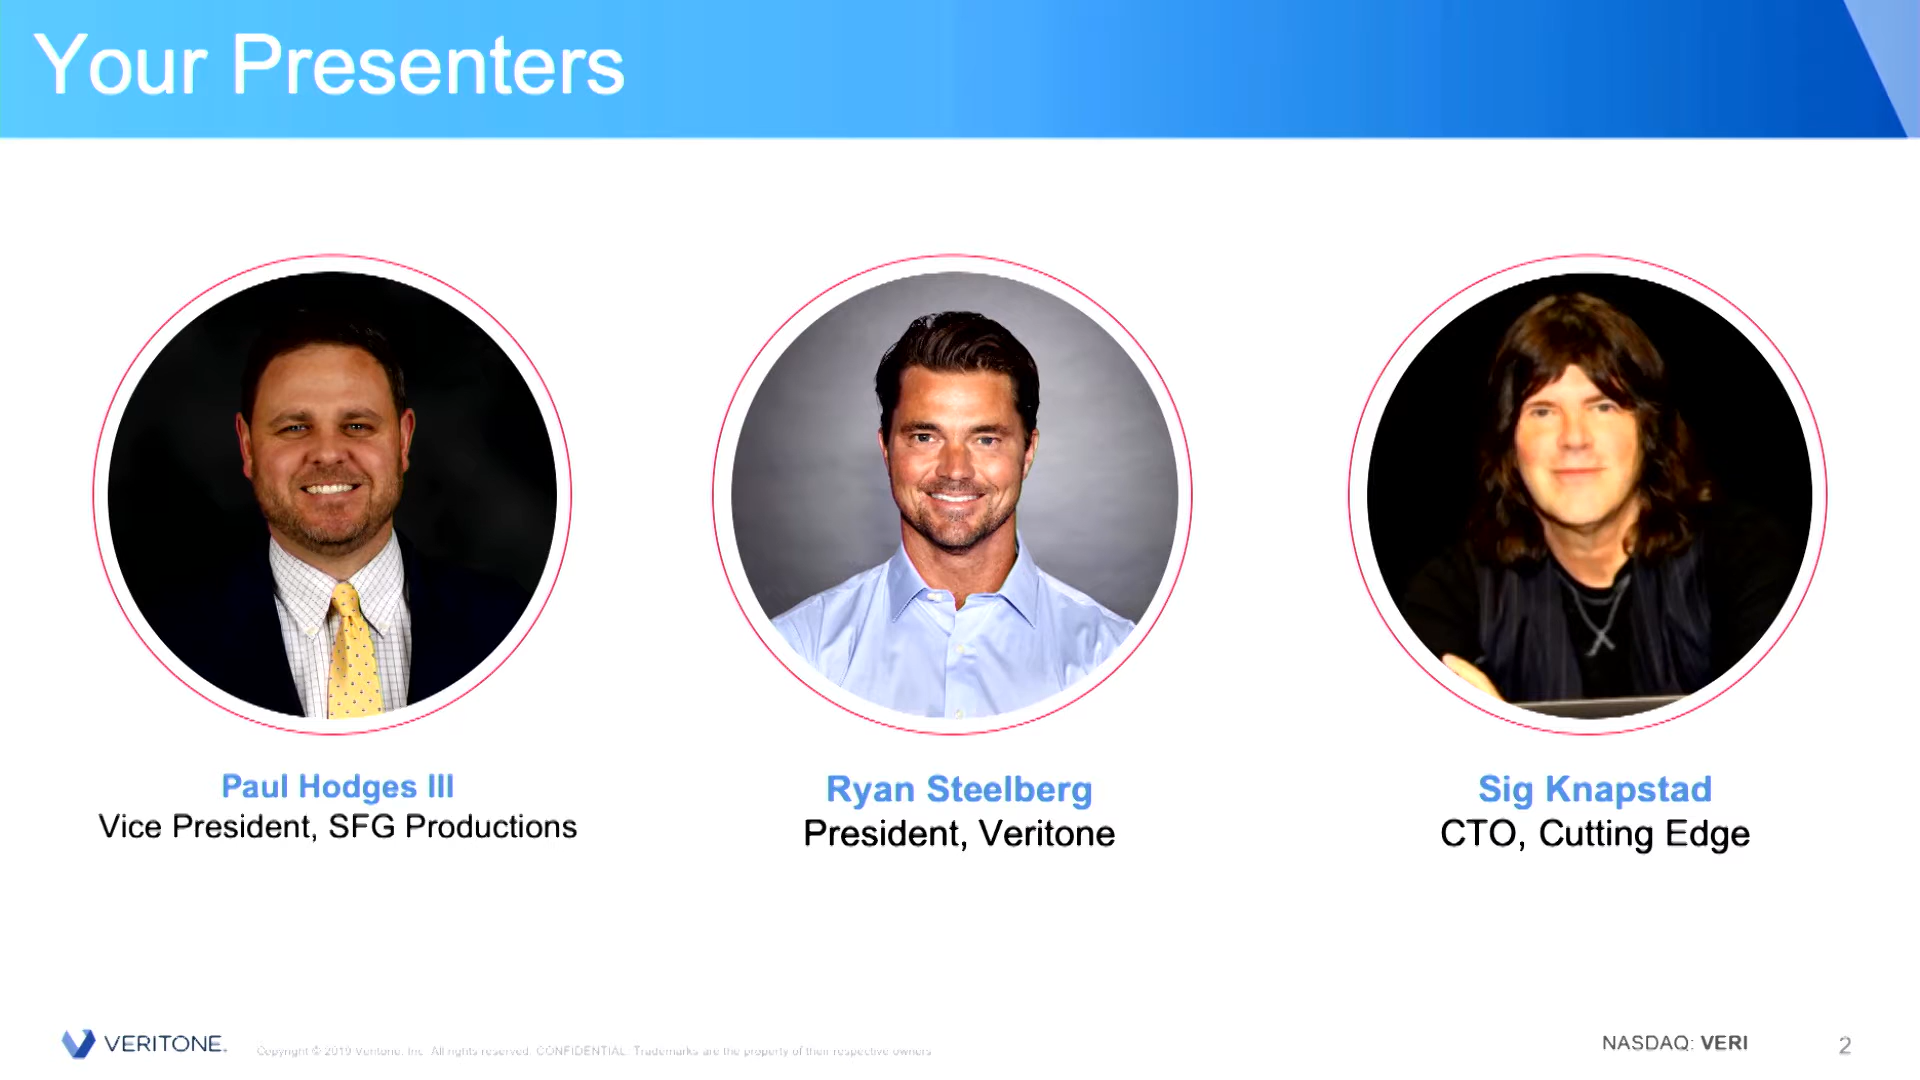 Your Presenters
Paul Hodges III
Vice President, SFG Productions
Ryan Steelberg
President, Veritone
Sig Knapstad
CTO, Cutting Edge
VERITONE
Copyright © 2019 Veritone, Inc. All rights reserved. CONFIDENTIAL. Trademarks are the property of their respective owners
NASDAQ: VERI
2